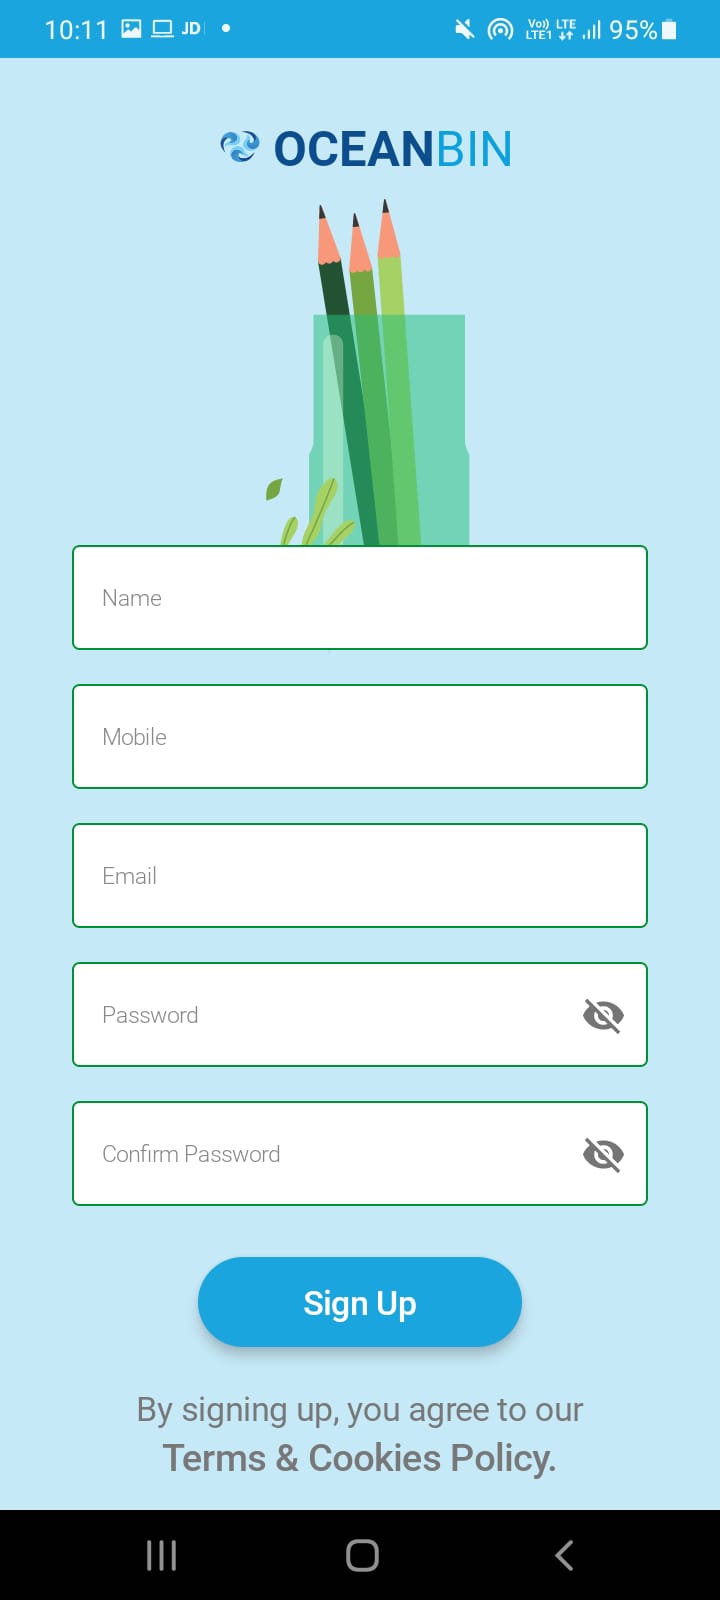 10:11 JD Vo)) LTE 95%
LTE1
OCEANBIN
Name
Mobile
Email
Password
Confirm Password
Sign Up
By signing up, you agree to our
Terms & Cookies Policy.